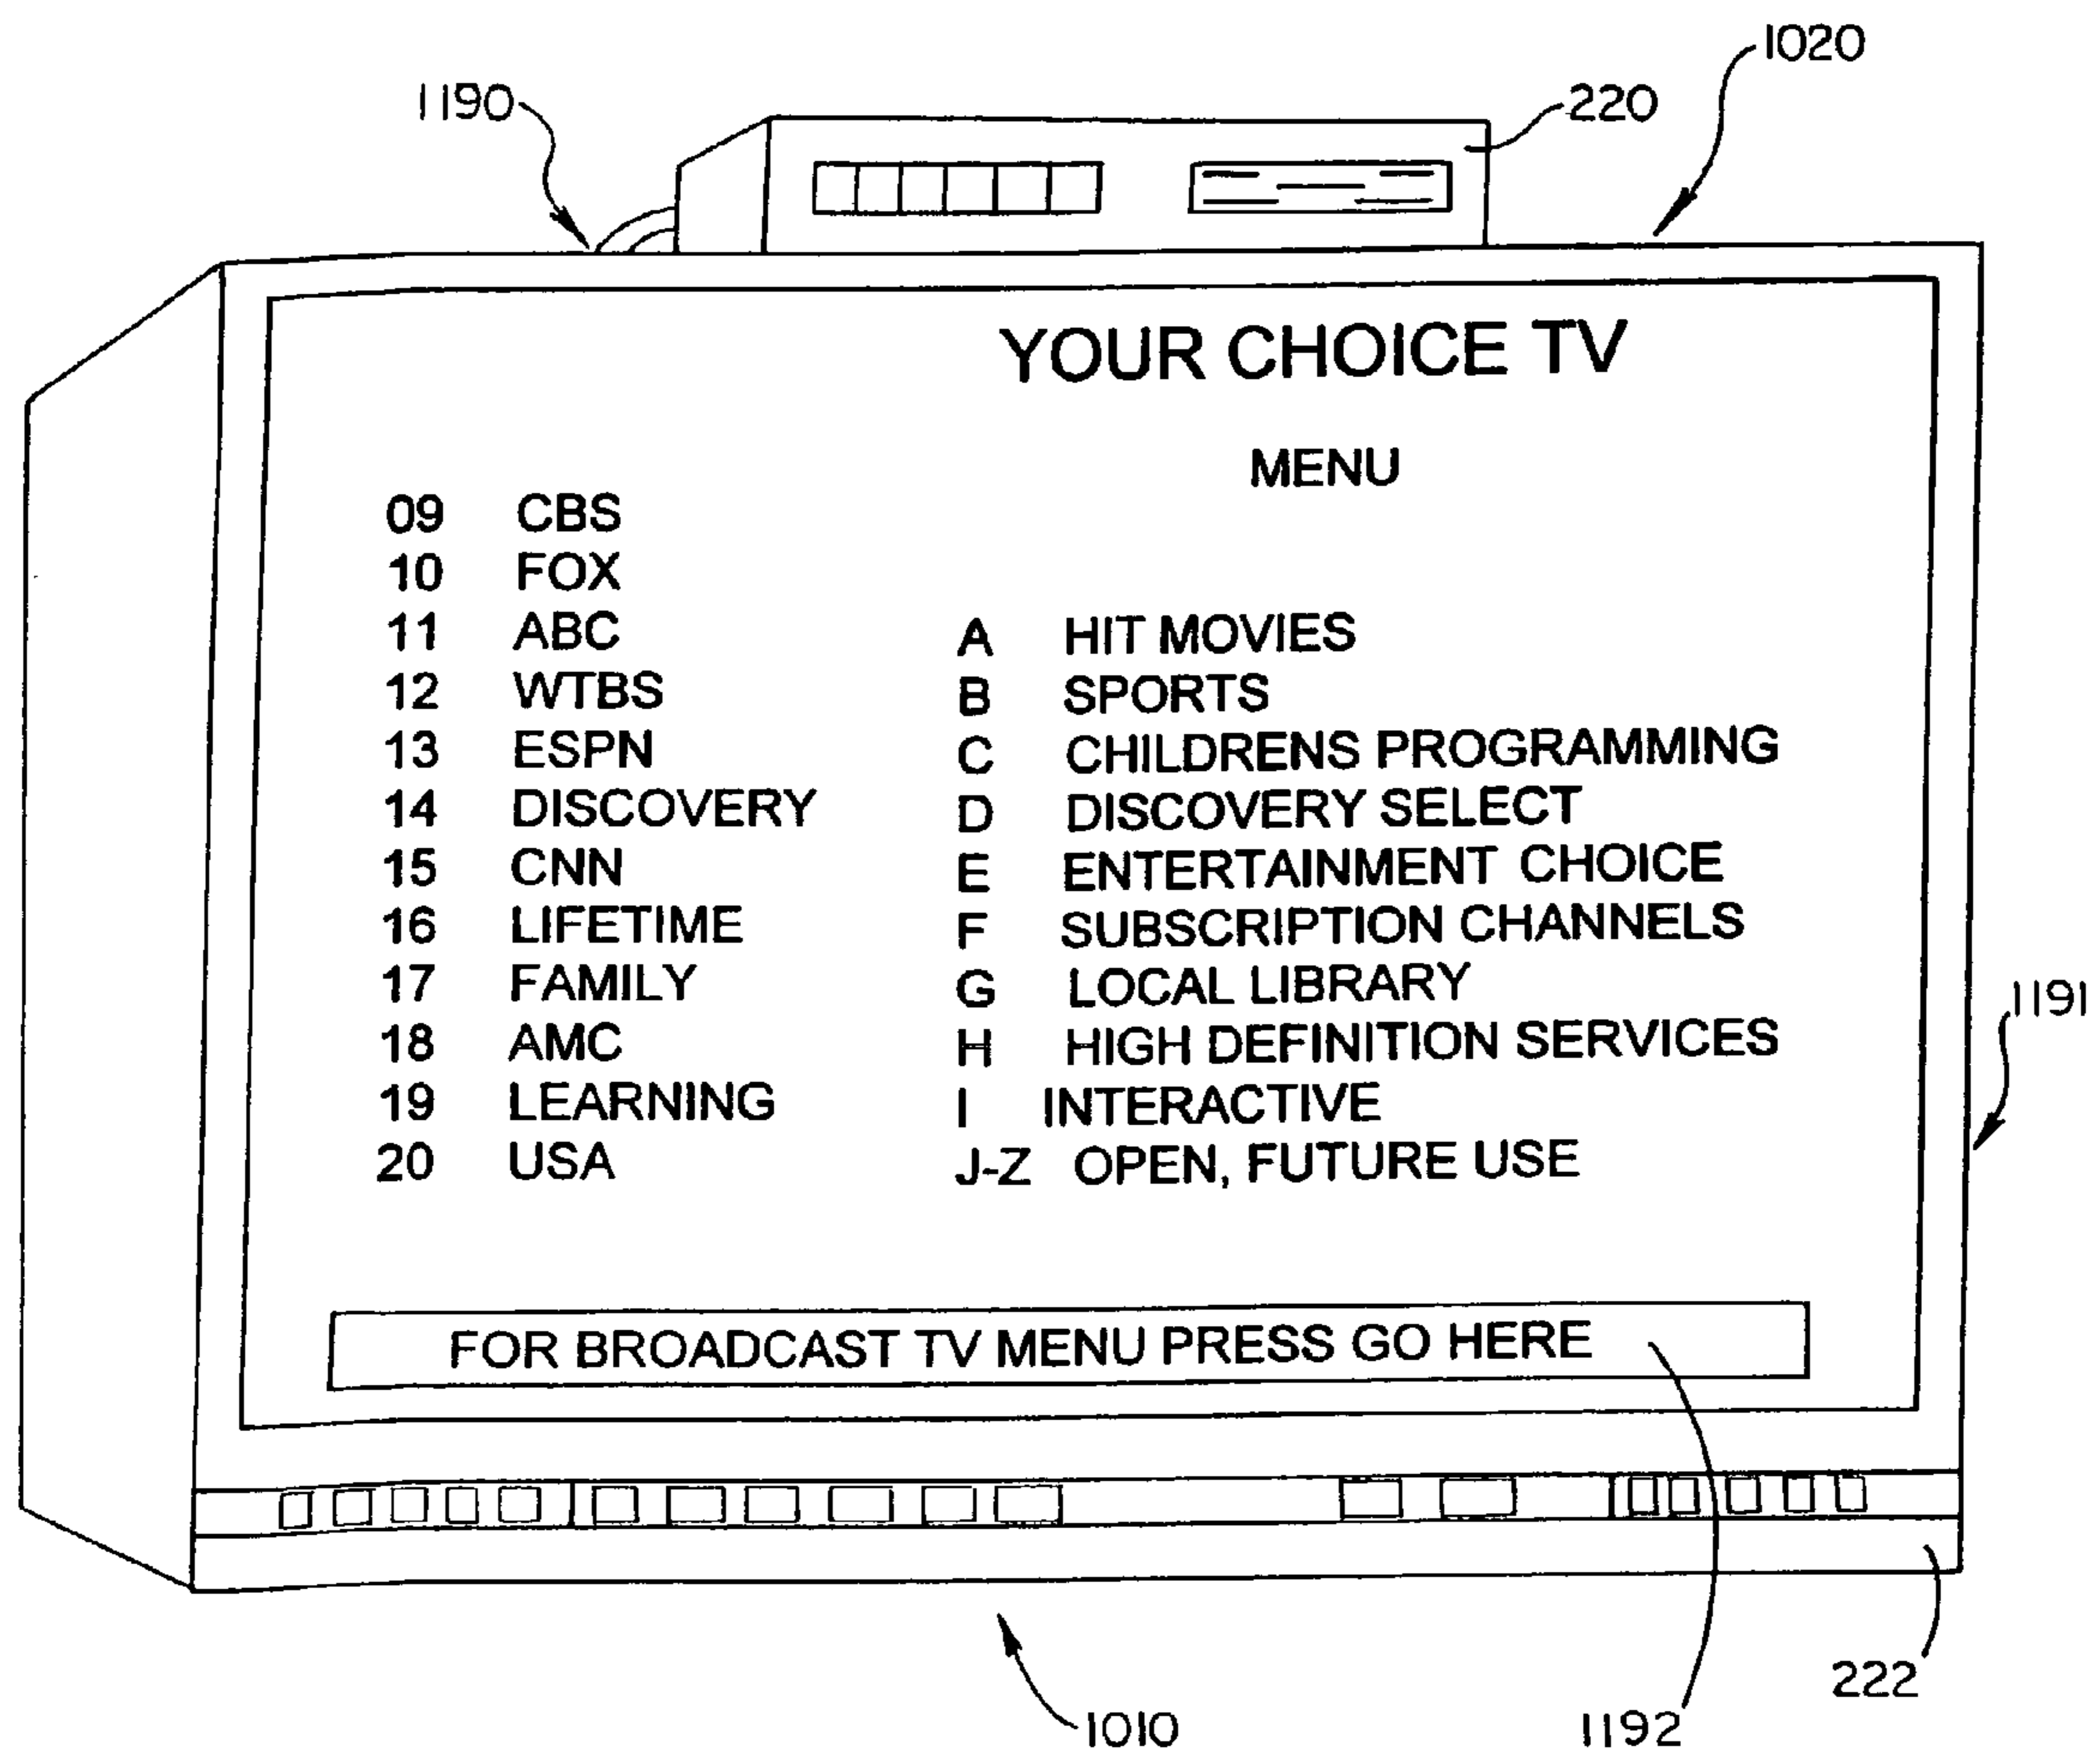 1020
1190
220
YOUR CHOICE TV
MENU
09 CBS
10 FOX
11 ABC
12 WTBS
13 ESPN
14 DISCOVERY
15 CNN
16 LIFETIME
17 FAMILY
18 AMC
19 LEARNING
20 USA
A HIT MOVIES
B SPORTS
C CHILDRENS PROGRAMMING
D DISCOVERY SELECT
E ENTERTAINMENT CHOICE
F SUBSCRIPTION CHANNELS
G LOCAL LIBRARY
H HIGH DEFINITION SERVICES
I INTERACTIVE
J-Z OPEN, FUTURE USE
1191
FOR BROADCAST TV MENU PRESS GO HERE
222
1192
1010